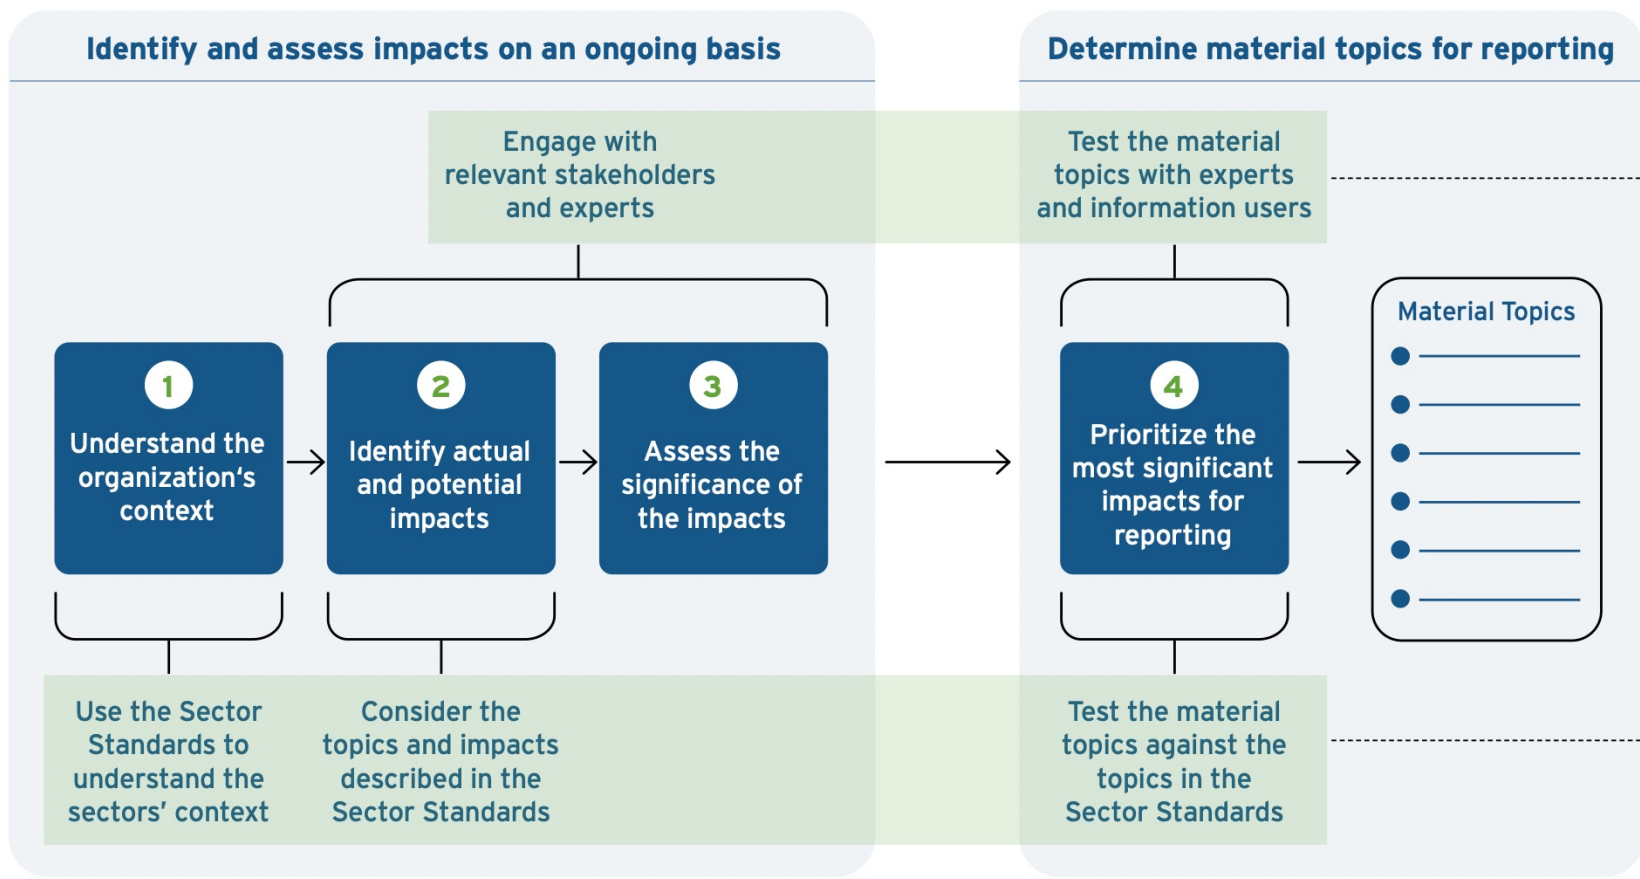 Identify and assess impacts on an ongoing basis
Determine material topics for reporting
Engage with
relevant stakeholders
and experts
Test the material
topics with experts
and information users
1
Understand the
organization‘s
context
2
Identify actual
and potential
impacts
3
Assess the
significance of
the impacts
4
Prioritize the
most significant
impacts for
reporting
Material Topics
Use the Sector
Standards to
understand the
sectors’ context
Consider the
topics and impacts
described in the
Sector Standards
Test the material
topics against the
topics in the
Sector Standards